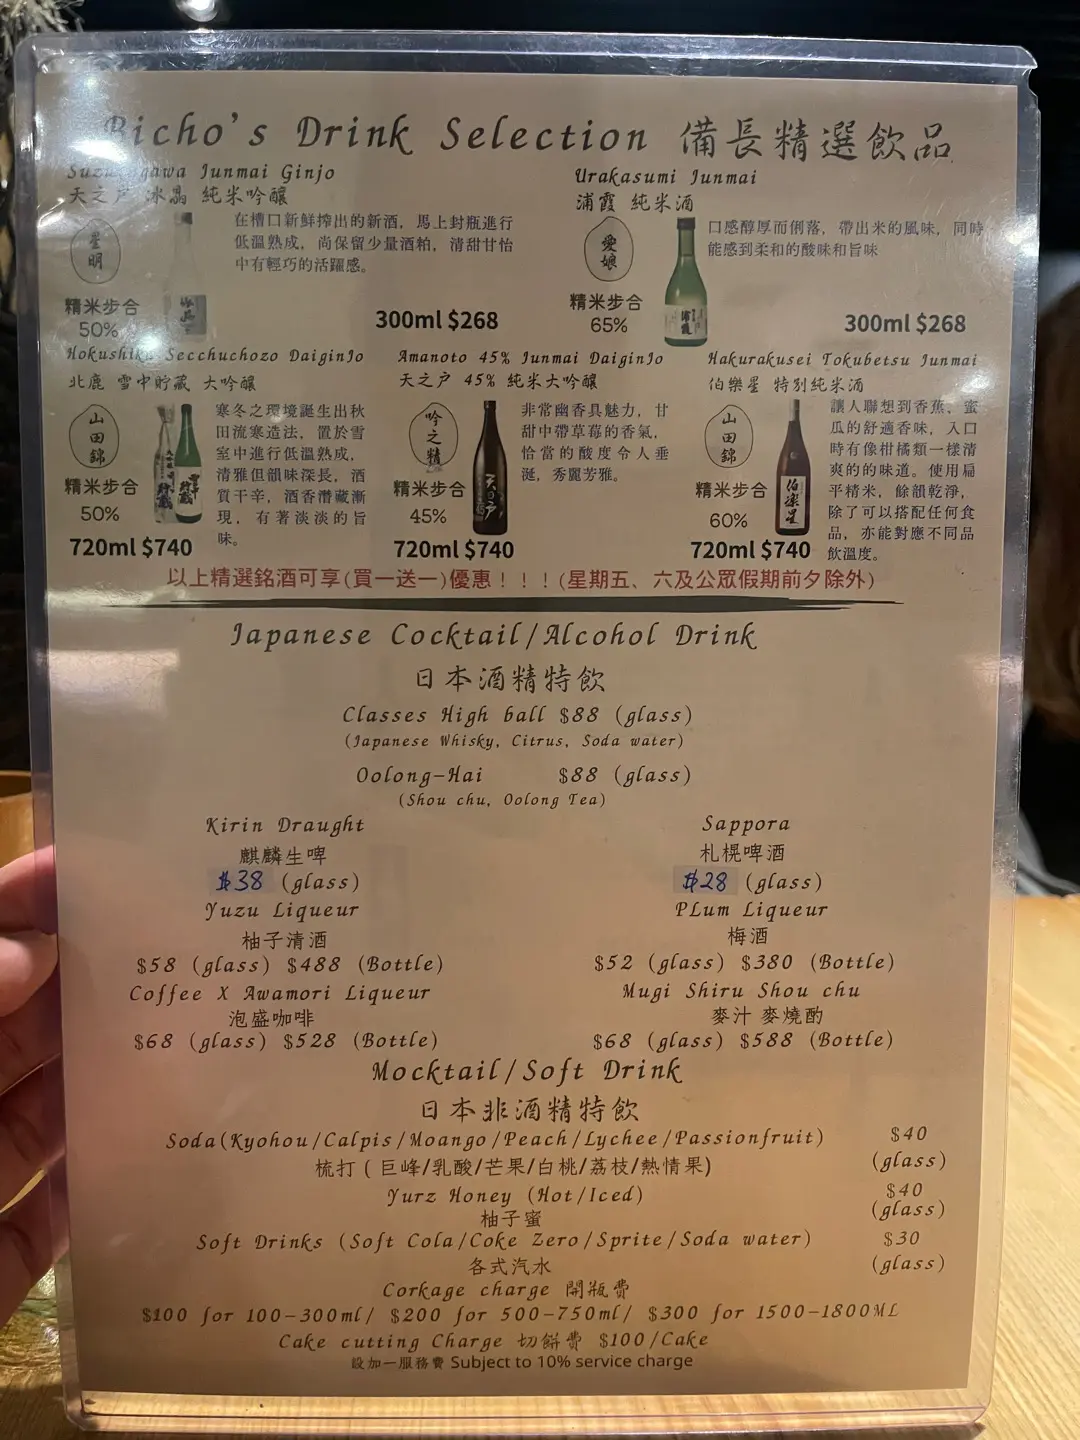 Bicho's Drink Selection 備長精選飲品
Ginjo
天之戶 冰晶 純米吟釀
星明
在槽口新鮮搾出的新酒，馬上封瓶進行
低溫熟成，尚保留少量酒粕，清甜甘怡
中有輕巧的活躍感。
精米步合
50%
300ml $268
Urakasumi Junmai
浦霞 純米酒
愛娘
口感醇厚而俐落，帶出米的風味，同時
能感到柔和的酸味和旨味
精米步合
65%
浦霞
300ml $268
Hokushika Secchuchozo DaiginJo
北鹿 雪中貯蔵 大吟釀
山田錦
寒冬之環境誕生出秋
田流寒造法，置於雪
室中進行低溫熟成，
清雅但韻味深長，酒
質干辛，酒香潛藏漸
現，有著淡淡的旨
味。
精米步合
50%
720ml $740
Amanoto 45% Junmai DaiginJo
天之戶 45% 純米大吟釀
吟之精
非常幽香具魅力，甘
甜中帶草莓的香氣，
恰當的酸度令人垂
涎，秀麗芳雅。
精米步合
45%
720ml $740
Hakurakusei Tokubetsu Junmai
伯樂星 特別純米酒
山田錦
讓人聯想到香蕉、蜜
瓜的舒適香味，入口
時有像柑橘類一樣清
爽的的味道。使用扁
平精米，餘韻乾淨，
除了可以搭配任何食
品，亦能對應不同品
飲溫度。
精米步合
60%
伯楽星
720ml $740
以上精選銘酒可享(買一送一)優惠！！！(星期五、六及公眾假期前夕除外)
Japanese Cocktail/Alcohol Drink
日本酒精特飲
Classes High ball $88 (glass)
(Japanese Whisky, Citrus, Soda water)
Oolong-Hai $88 (glass)
(Shou chu, Oolong Tea)
Kirin Draught
麒麟生啤
$38 (glass)
Sappora
札榥啤酒
$28 (glass)
Yuzu Liqueur
柚子清酒
$58 (glass) $488 (Bottle)
PLum Liqueur
梅酒
$52 (glass) $380 (Bottle)
Coffee X Awamori Liqueur
泡盛咖啡
$68 (glass) $528 (Bottle)
Mugi Shiru Shou chu
麥汁 麥燒酌
$68 (glass) $588 (Bottle)
Mocktail/Soft Drink
日本非酒精特飲
Soda(Kyohou/Calpis/Moango/Peach/Lychee/Passionfruit) $40
梳打 ( 巨峰/乳酸/芒果/白桃/荔枝/熱情果) (glass)
Yurz Honey (Hot/Iced) $40
柚子蜜 (glass)
Soft Drinks (Soft Cola/Coke Zero/Sprite/Soda water) $30
各式汽水 (glass)
Corkage charge 開瓶費
$100 for 100-300ml/ $200 for 500-750ml/ $300 for 1500-1800ML
Cake cutting Charge 切餅費 $100/Cake
設加一服務費 Subject to 10% service charge